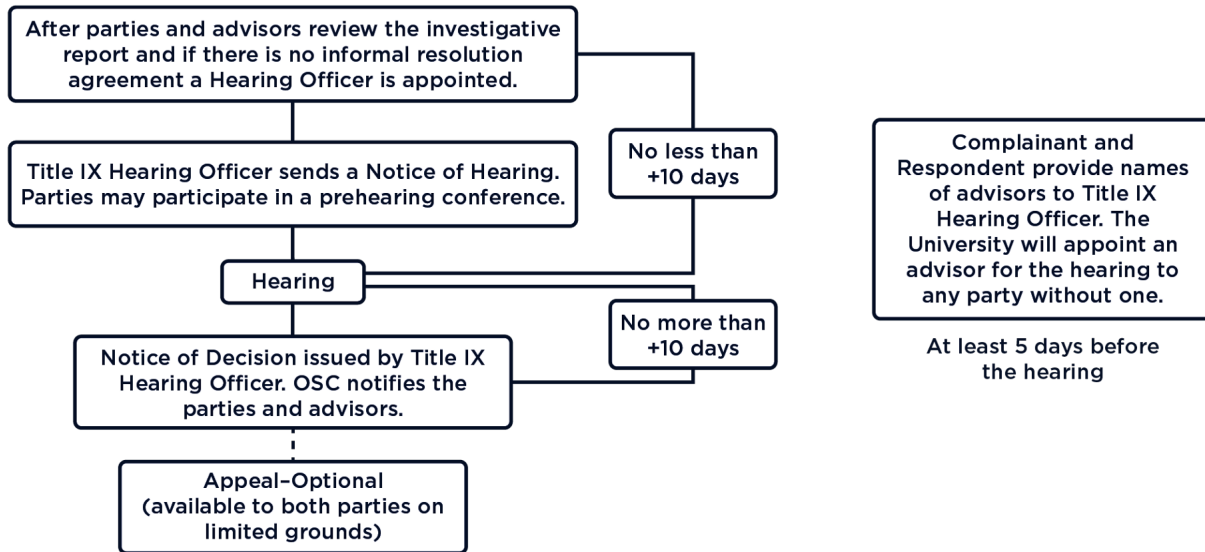 After parties and advisors review the investigative
report and if there is no informal resolution
agreement a Hearing Officer is appointed.
Title IX Hearing Officer sends a Notice of Hearing.
Parties may participate in a prehearing conference.
No less than
+10 days
Hearing
No more than
+10 days
Notice of Decision issued by Title IX
Hearing Officer. OSC notifies the
parties and advisors.
Appeal–Optional
(available to both parties on
limited grounds)
Complainant and
Respondent provide names
of advisors to Title IX
Hearing Officer. The
University will appoint an
advisor for the hearing to
any party without one.
At least 5 days before
the hearing